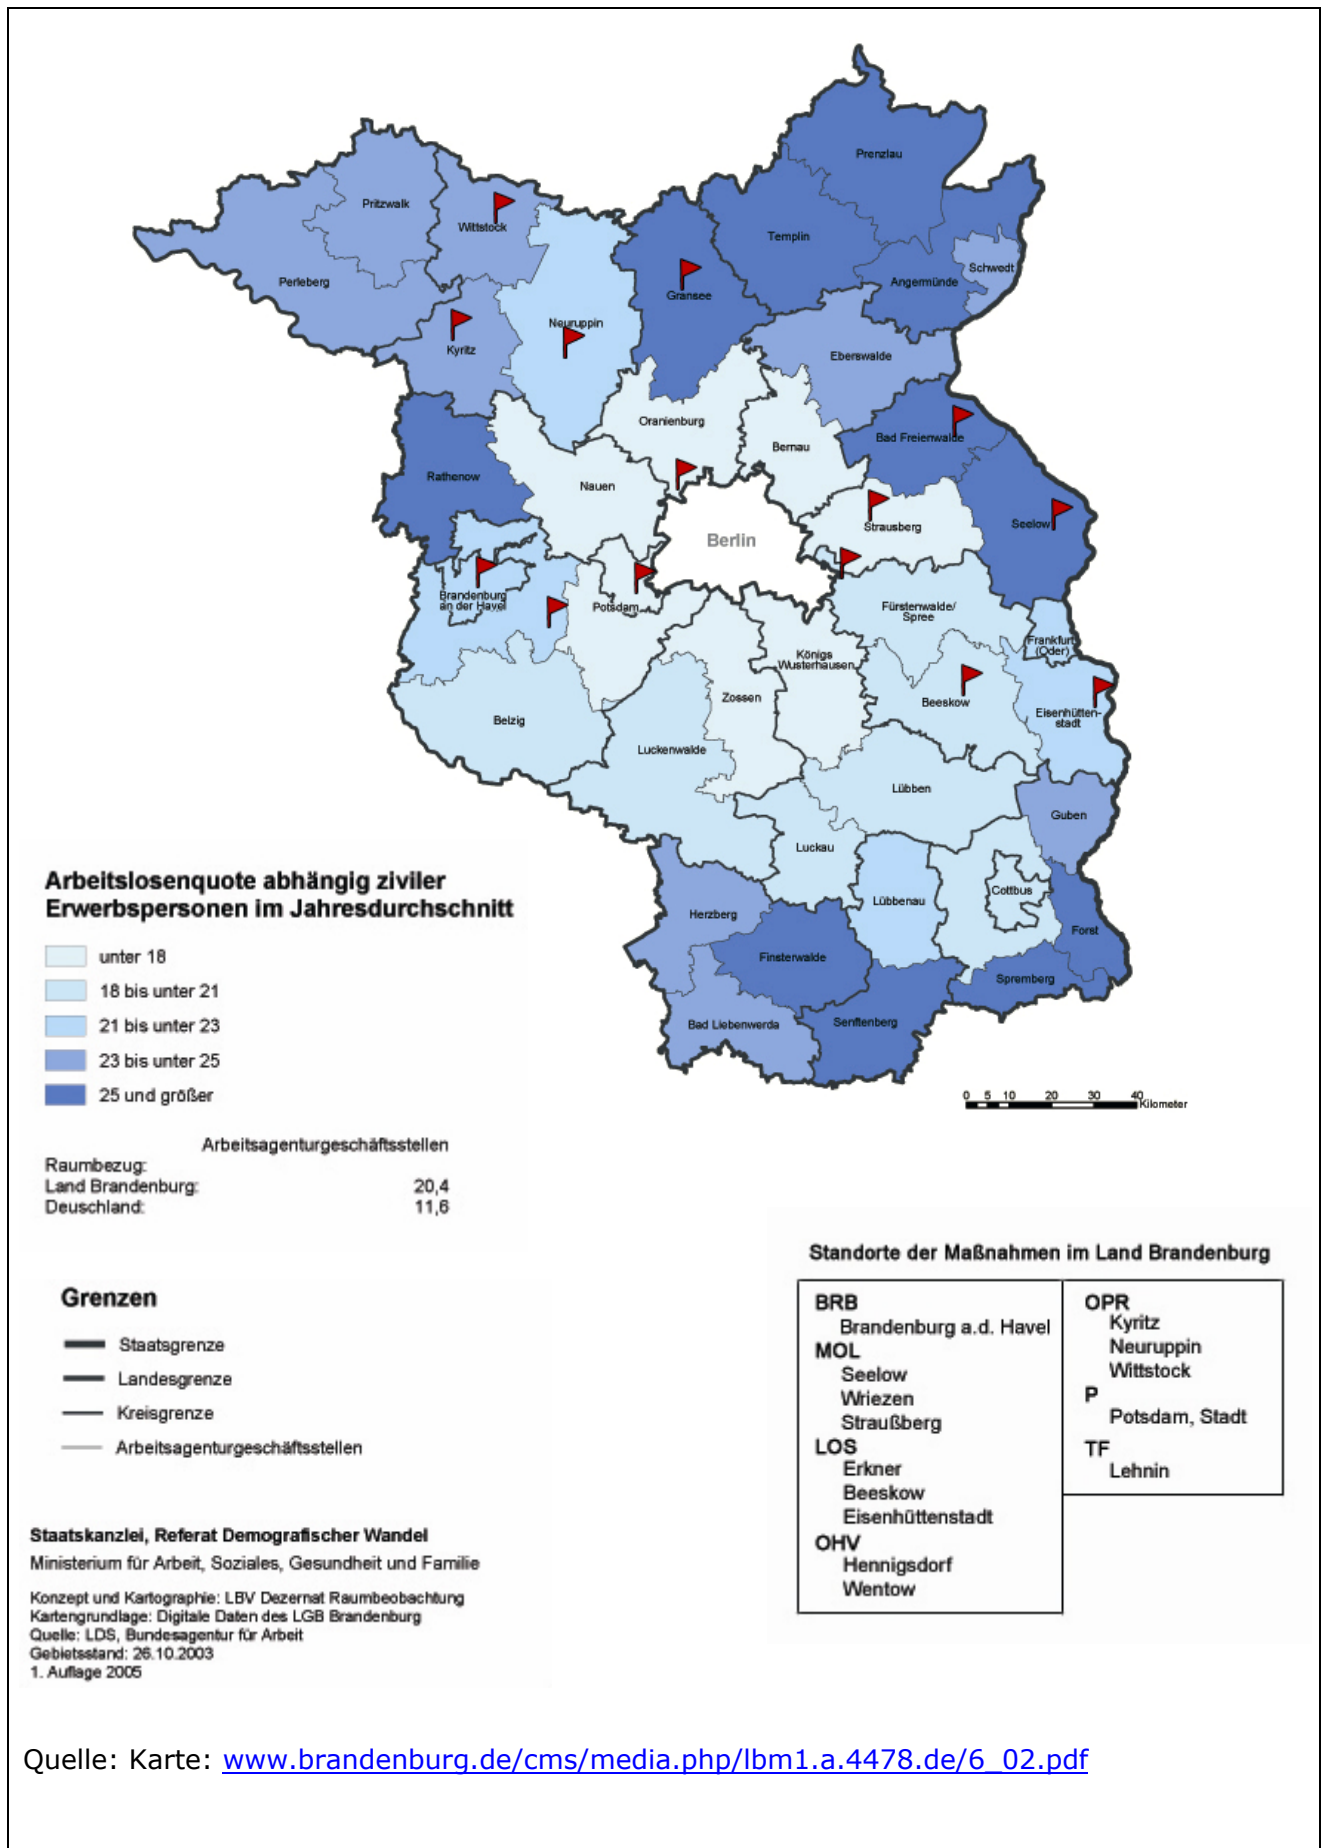 Prenzlau
Pritzwalk
Wittstock
Templin
Schwedt
Perleberg
Angermünde
Gransee
Neuruppin
Kyritz
Eberswalde
Oranienburg
Bernau
Bad Freienwalde
Rathenow
Nauen
Strausberg
Seelow
Berlin
Brandenburg
an der Havel
Potsdam
Fürstenwalde/
Spree
Frankfurt
(Oder)
Königs
Wusterhausen
Zossen
Beeskow
Eisenhütten-
stadt
Belzig
Luckenwalde
Lübben
Guben
Luckau
Cottbus
Lübbenau
Herzberg
Forst
Finsterwalde
Spremberg
Bad Liebenwerda
Senftenberg
0 5 10 20 30 40
Kilometer
Arbeitslosenquote abhängig ziviler
Erwerbspersonen im Jahresdurchschnitt
unter 18
18 bis unter 21
21 bis unter 23
23 bis unter 25
25 und größer
Arbeitsagenturgeschäftsstellen
Raumbezug:
Land Brandenburg: 20,4
Deuschland: 11,6
Grenzen
Staatsgrenze
Landesgrenze
Kreisgrenze
Arbeitsagenturgeschäftsstellen
Staatskanzlei, Referat Demografischer Wandel
Ministerium für Arbeit, Soziales, Gesundheit und Familie
Konzept und Kartographie: LBV Dezernat Raumbeobachtung
Kartengrundlage: Digitale Daten des LGB Brandenburg
Quelle: LDS, Bundesagentur für Arbeit
Gebietsstand: 26.10.2003
1. Auflage 2005
Standorte der Maßnahmen im Land Brandenburg
BRB
Brandenburg a.d. Havel
MOL
Seelow
Wriezen
Straußberg
LOS
Erkner
Beeskow
Eisenhüttenstadt
OHV
Hennigsdorf
Wentow
OPR
Kyritz
Neuruppin
Wittstock
P
Potsdam, Stadt
TF
Lehnin
Quelle: Karte: www.brandenburg.de/cms/media.php/lbm1.a.4478.de/6_02.pdf